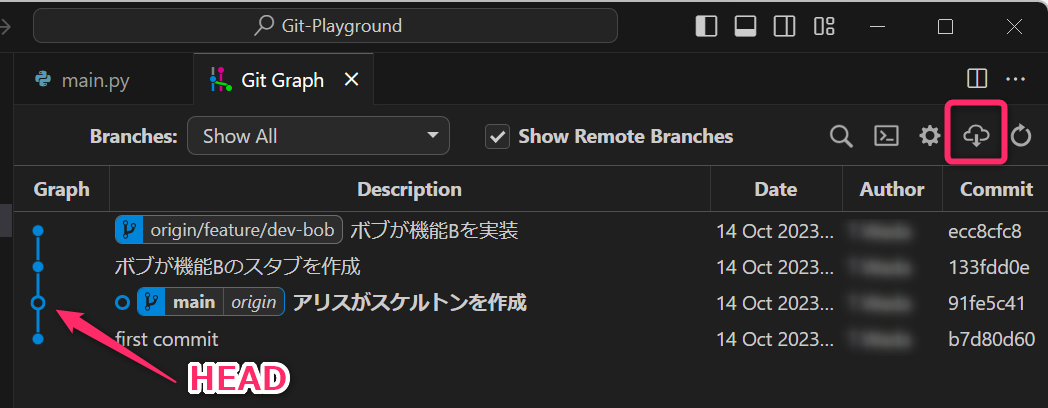 Git-Playground
main.py Git Graph
Branches: Show All Show Remote Branches
Graph Description Date Author Commit
origin/feature/dev-bob ボブが機能Bを実装 14 Oct 2023... ecc8cfc8
ボブが機能Bのスタブを作成 14 Oct 2023... 133fdd0e
main origin アリスがスケルトンを作成 14 Oct 2023... 91fe5c41
first commit 14 Oct 2023... b7d80d60
HEAD